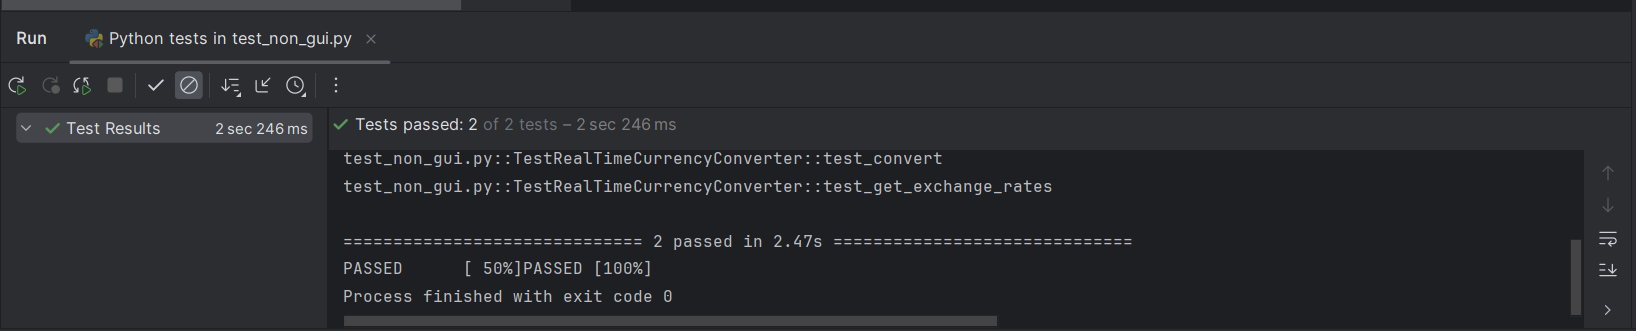 Run Python tests in test_non_gui.py
Test Results 2 sec 246 ms
Tests passed: 2 of 2 tests – 2 sec 246 ms
test_non_gui.py::TestRealTimeCurrencyConverter::test_convert
test_non_gui.py::TestRealTimeCurrencyConverter::test_get_exchange_rates
============================== 2 passed in 2.47s ==============================
PASSED      [ 50%]PASSED [100%]
Process finished with exit code 0